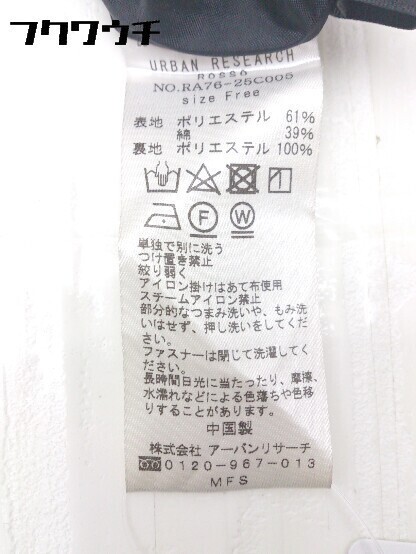 フクワウチ
URBAN RESEARCH
ROSSO
NO.RA76-25C005
size Free
表地 ポリエステル 61%
綿 39%
裏地 ポリエステル 100%
F W
単独で別に洗う
つけ置き禁止
絞り弱く
アイロン掛けはあて布使用
スチームアイロン禁止
部分的なつまみ洗いや、もみ洗
いはせず、押し洗いをしてくだ
さい。
ファスナーは閉じて洗濯してく
ださい。
長時間日光に当たったり、摩擦、
水濡れなどによる色落ちや色移
りすることがあります。
中国製
株式会社 アーバンリサーチ
0120-967-013
MFS